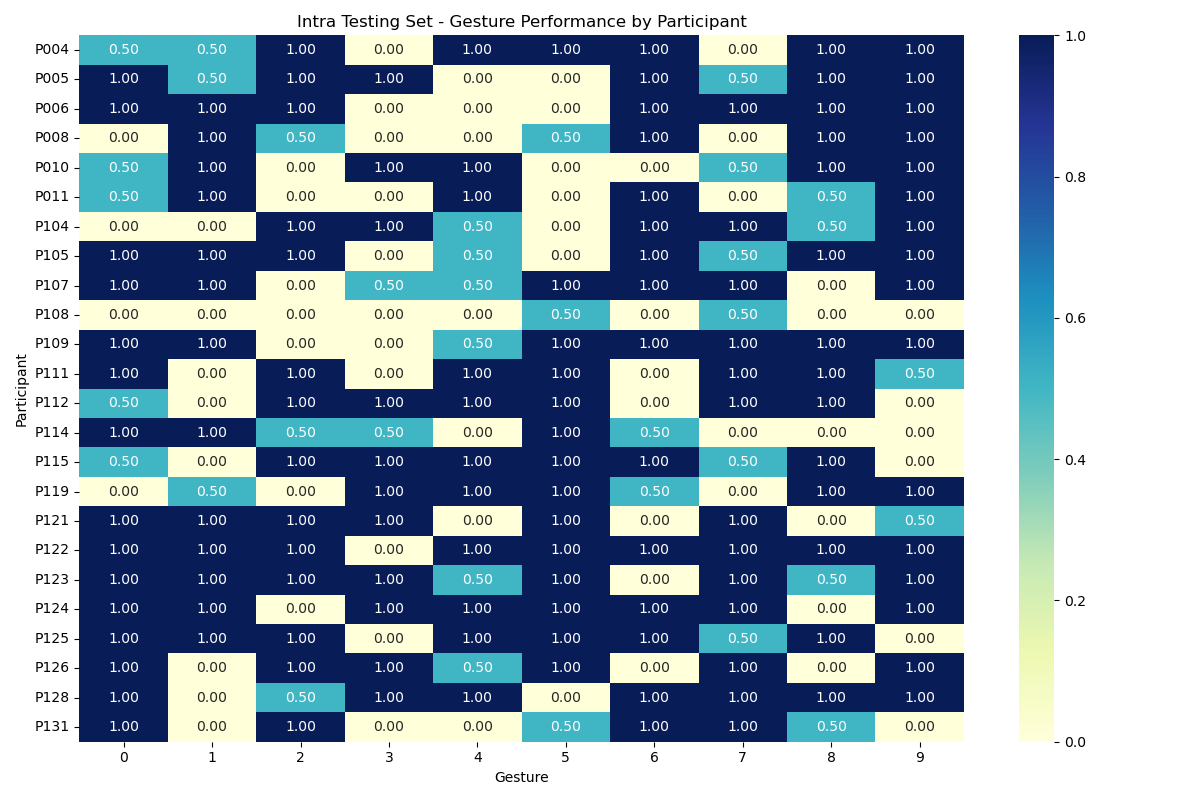 Intra Testing Set - Gesture Performance by Participant
P004 0.50 0.50 1.00 0.00 1.00 1.00 1.00 0.00 1.00 1.00
P005 1.00 0.50 1.00 1.00 0.00 0.00 1.00 0.50 1.00 1.00
P006 1.00 1.00 1.00 0.00 0.00 0.00 1.00 1.00 1.00 1.00
P008 0.00 1.00 0.50 0.00 0.00 0.50 1.00 0.00 1.00 1.00
P010 0.50 1.00 0.00 1.00 1.00 0.00 0.00 0.50 1.00 1.00
P011 0.50 1.00 0.00 0.00 1.00 0.00 1.00 0.00 0.50 1.00
P104 0.00 0.00 1.00 1.00 0.50 0.00 1.00 1.00 0.50 1.00
P105 1.00 1.00 1.00 0.00 0.50 0.00 1.00 0.50 1.00 1.00
P107 1.00 1.00 0.00 0.50 0.50 1.00 1.00 1.00 0.00 1.00
P108 0.00 0.00 0.00 0.00 0.00 0.50 0.00 0.50 0.00 0.00
P109 1.00 1.00 0.00 0.00 0.50 1.00 1.00 1.00 1.00 1.00
P111 1.00 0.00 1.00 0.00 1.00 1.00 0.00 1.00 1.00 0.50
P112 0.50 0.00 1.00 1.00 1.00 1.00 0.00 1.00 1.00 0.00
P114 1.00 1.00 0.50 0.50 0.00 1.00 0.50 0.00 0.00 0.00
P115 0.50 0.00 1.00 1.00 1.00 1.00 1.00 0.50 1.00 0.00
P119 0.00 0.50 0.00 1.00 1.00 1.00 0.50 0.00 1.00 1.00
P121 1.00 1.00 1.00 1.00 0.00 1.00 0.00 1.00 0.00 0.50
P122 1.00 1.00 1.00 0.00 1.00 1.00 1.00 1.00 1.00 1.00
P123 1.00 1.00 1.00 1.00 0.50 1.00 0.00 1.00 0.50 1.00
P124 1.00 1.00 0.00 1.00 1.00 1.00 1.00 1.00 0.00 1.00
P125 1.00 1.00 1.00 0.00 1.00 1.00 1.00 0.50 1.00 0.00
P126 1.00 0.00 1.00 1.00 0.50 1.00 0.00 1.00 0.00 1.00
P128 1.00 0.00 0.50 1.00 1.00 0.00 1.00 1.00 1.00 1.00
P131 1.00 0.00 1.00 0.00 0.00 0.50 1.00 1.00 0.50 0.00
0 1 2 3 4 5 6 7 8 9
Gesture
Participant
1.0
0.8
0.6
0.4
0.2
0.0